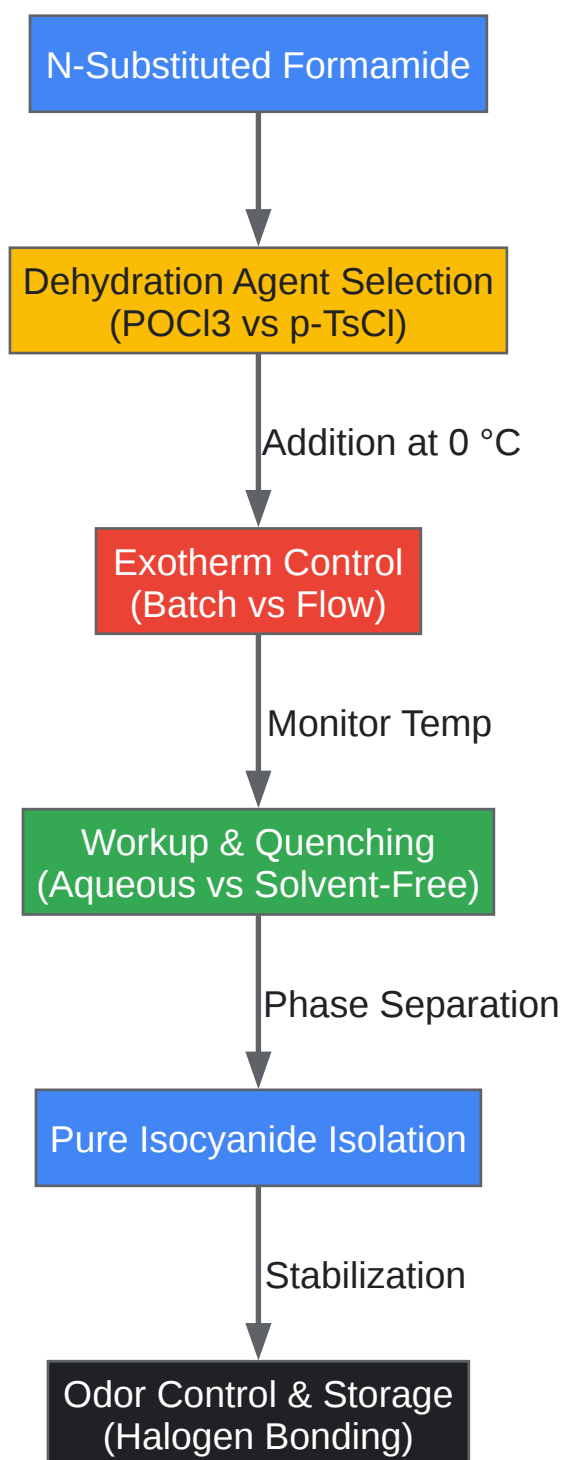 N-Substituted Formamide
Dehydration Agent Selection
(POCl3 vs p-TsCl)
Addition at 0 °C
Exotherm Control
(Batch vs Flow)
Monitor Temp
Workup & Quenching
(Aqueous vs Solvent-Free)
Phase Separation
Pure Isocyanide Isolation
Stabilization
Odor Control & Storage
(Halogen Bonding)